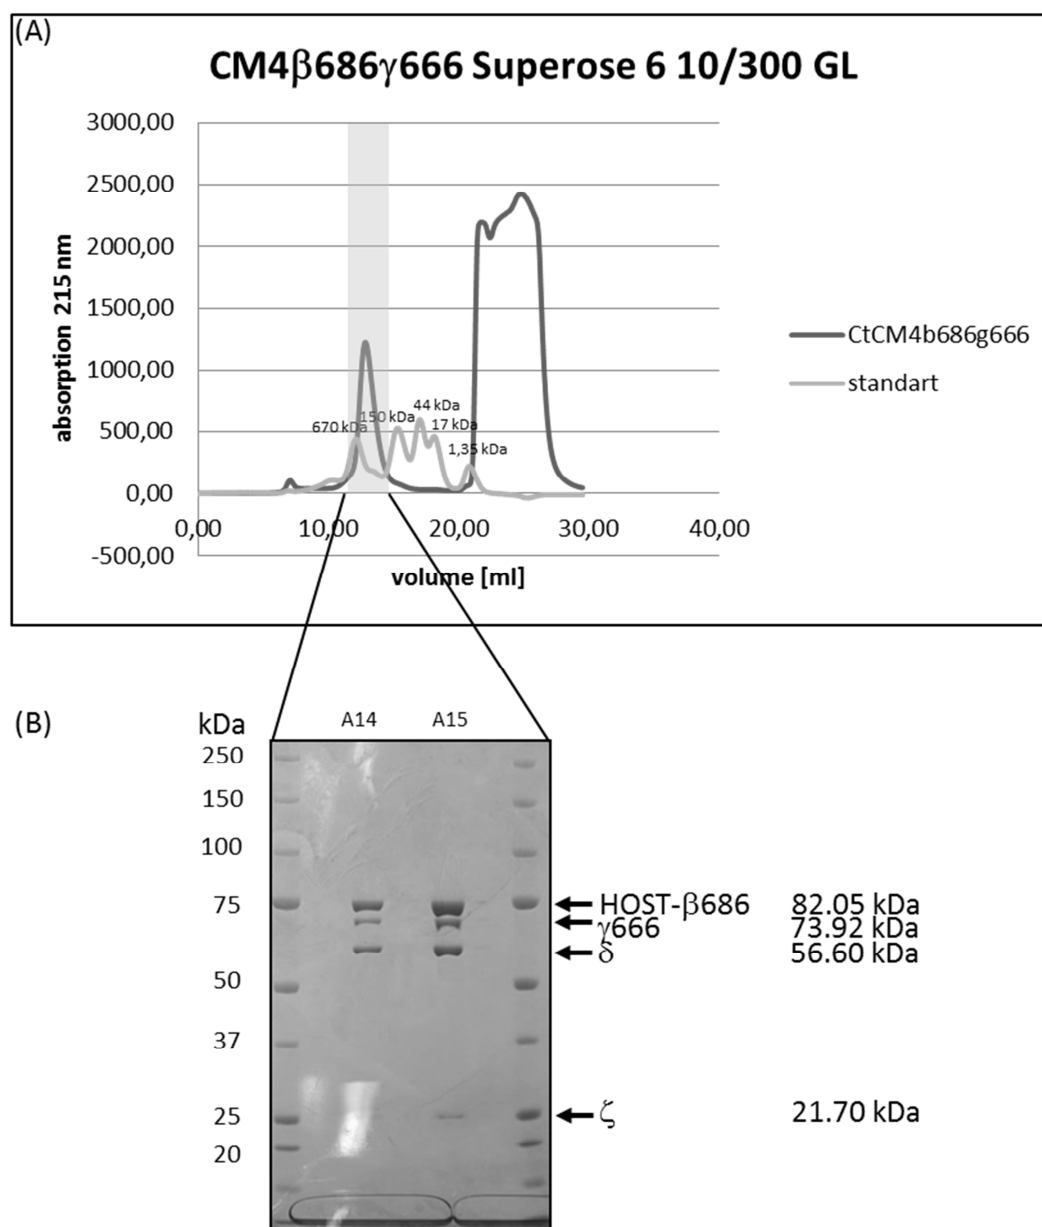 (A)
CM4β686γ666 Superose 6 10/300 GL
3000,00
2500,00
2000,00
1500,00
1000,00
500,00
0,00
-500,00
absorption 215 nm
670 kDa
150 kDa
44 kDa
17 kDa
1,35 kDa
0,00 10,00 20,00 30,00 40,00
volume [ml]
CtCM4b686g666
standart
(B)
kDa A14 A15
250
150
100
75
50
37
25
20
HOST-β686 82.05 kDa
γ666 73.92 kDa
δ 56.60 kDa
ζ 21.70 kDa